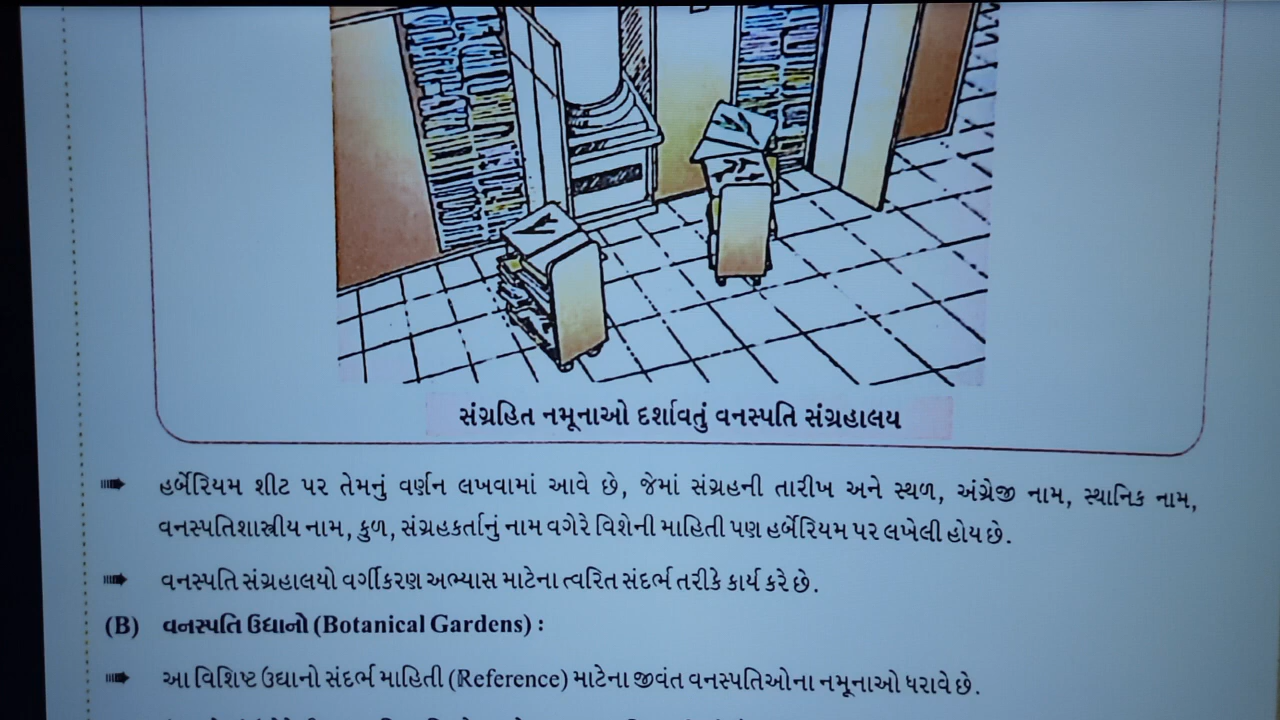 સંગ્રહિત નમૂનાઓ દર્શાવતું વનસ્પતિ સંગ્રહાલય
હર્બેરિયમ શીટ પર તેમનું વર્ણન લખવામાં આવે છે, જેમાં સંગ્રહની તારીખ અને સ્થળ, અંગ્રેજી નામ, સ્થાનિક નામ,
વનસ્પતિશાસ્ત્રીય નામ, કુળ, સંગ્રહકર્તાનું નામ વગેરે વિશેની માહિતી પણ હર્બેરિયમ પર લખેલી હોય છે.
વનસ્પતિ સંગ્રહાલયો વર્ગીકરણ અભ્યાસ માટેના ત્વરિત સંદર્ભ તરીકે કાર્ય કરે છે.
(B) વનસ્પતિ ઉદ્યાનો (Botanical Gardens) :
આ વિશિષ્ટ ઉદ્યાનો સંદર્ભ માહિતી (Reference) માટેના જીવંત વનસ્પતિઓના નમૂનાઓ ધરાવે છે.